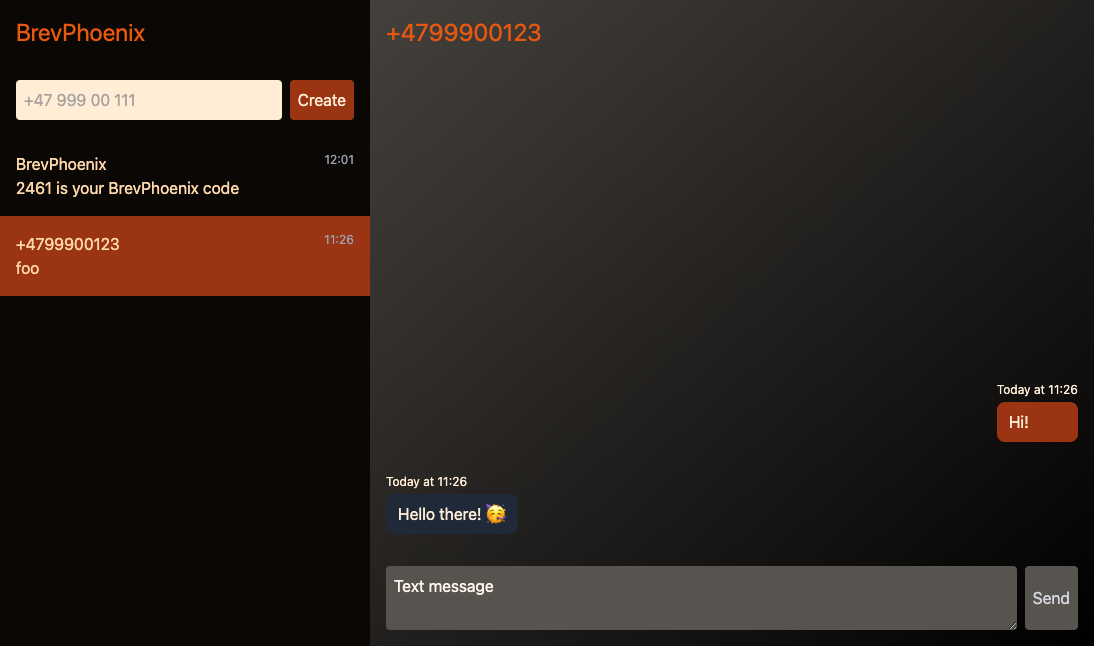 BrevPhoenix
+47 999 00 111
Create
BrevPhoenix
12:01
2461 is your BrevPhoenix code
+4799900123
11:26
foo
+4799900123
Today at 11:26
Hi!
Today at 11:26
Hello there! 🥳
Text message
Send